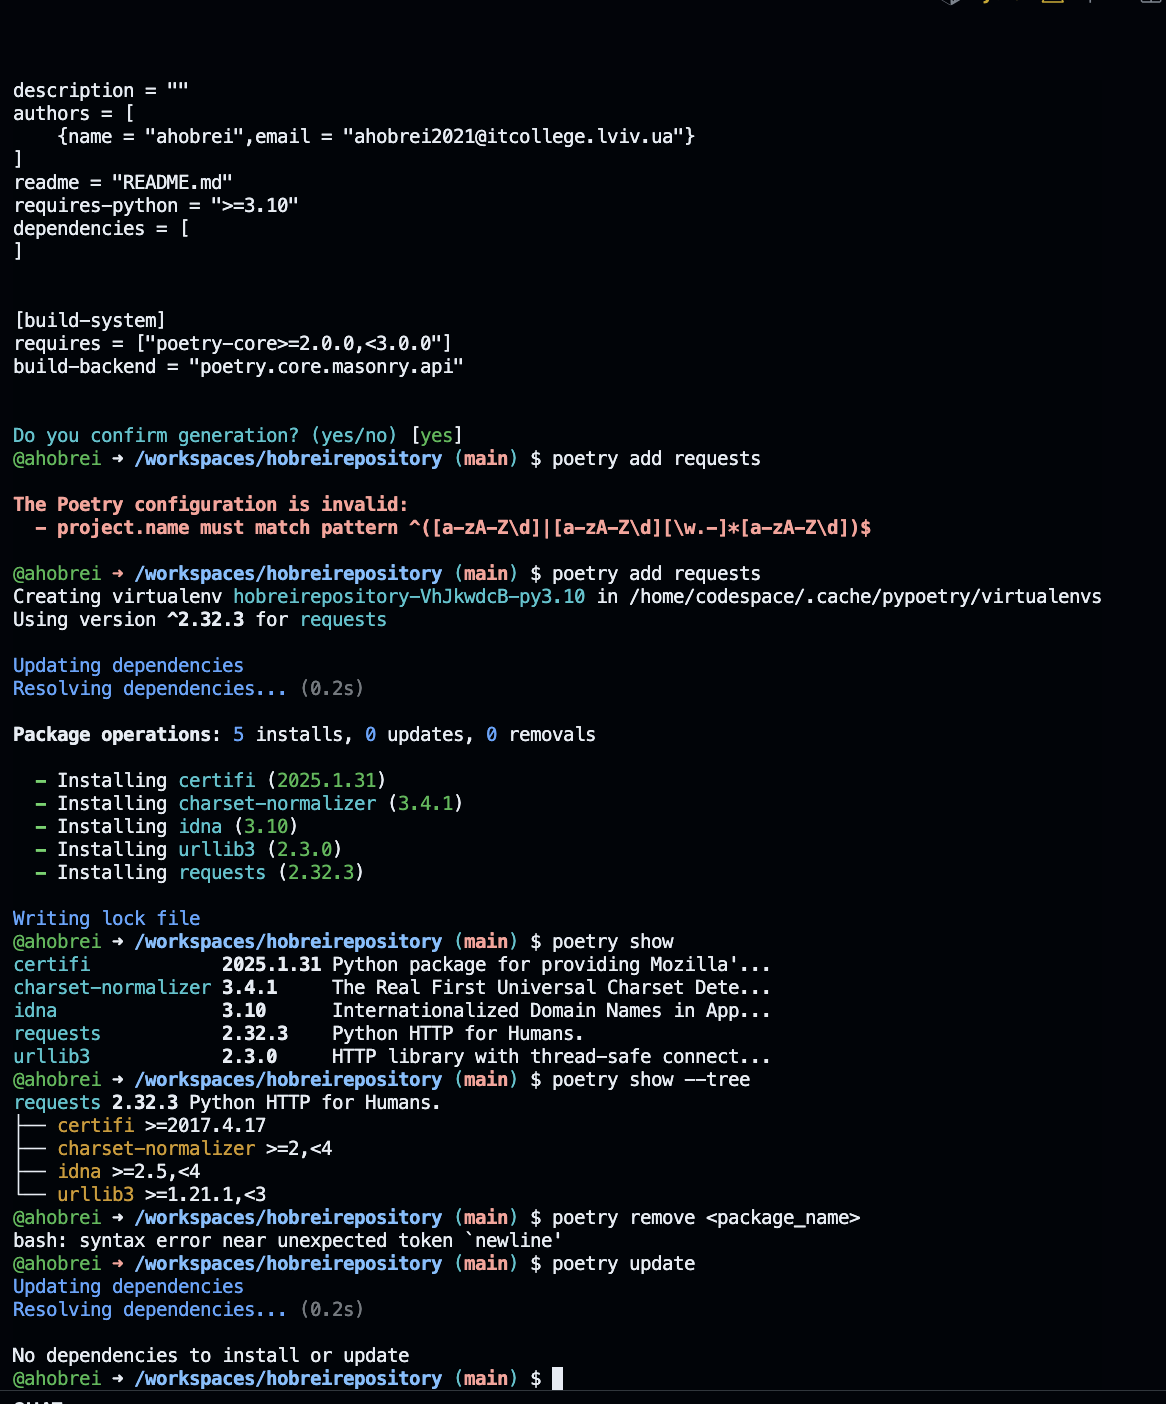 description = ""
authors = [
    {name = "ahobrei",email = "ahobrei2021@itcollege.lviv.ua"}
]
readme = "README.md"
requires-python = ">=3.10"
dependencies = [
]
[build-system]
requires = ["poetry-core>=2.0.0,<3.0.0"]
build-backend = "poetry.core.masonry.api"
Do you confirm generation? (yes/no) [yes]
@ahobrei ➜ /workspaces/hobreirepository (main) $ poetry add requests
The Poetry configuration is invalid:
  - project.name must match pattern ^([a-zA-Z\d]|[a-zA-Z\d][\w.-]*[a-zA-Z\d])$
@ahobrei ➜ /workspaces/hobreirepository (main) $ poetry add requests
Creating virtualenv hobreirepository-VhJkwdcB-py3.10 in /home/codespace/.cache/pypoetry/virtualenvs
Using version ^2.32.3 for requests
Updating dependencies
Resolving dependencies... (0.2s)
Package operations: 5 installs, 0 updates, 0 removals
  - Installing certifi (2025.1.31)
  - Installing charset-normalizer (3.4.1)
  - Installing idna (3.10)
  - Installing urllib3 (2.3.0)
  - Installing requests (2.32.3)
Writing lock file
@ahobrei ➜ /workspaces/hobreirepository (main) $ poetry show
certifi            2025.1.31 Python package for providing Mozilla'...
charset-normalizer 3.4.1     The Real First Universal Charset Dete...
idna               3.10      Internationalized Domain Names in App...
requests           2.32.3    Python HTTP for Humans.
urllib3            2.3.0     HTTP library with thread-safe connect...
@ahobrei ➜ /workspaces/hobreirepository (main) $ poetry show --tree
requests 2.32.3 Python HTTP for Humans.
├── certifi >=2017.4.17
├── charset-normalizer >=2,<4
├── idna >=2.5,<4
└── urllib3 >=1.21.1,<3
@ahobrei ➜ /workspaces/hobreirepository (main) $ poetry remove <package_name>
bash: syntax error near unexpected token `newline'
@ahobrei ➜ /workspaces/hobreirepository (main) $ poetry update
Updating dependencies
Resolving dependencies... (0.2s)
No dependencies to install or update
@ahobrei ➜ /workspaces/hobreirepository (main) $